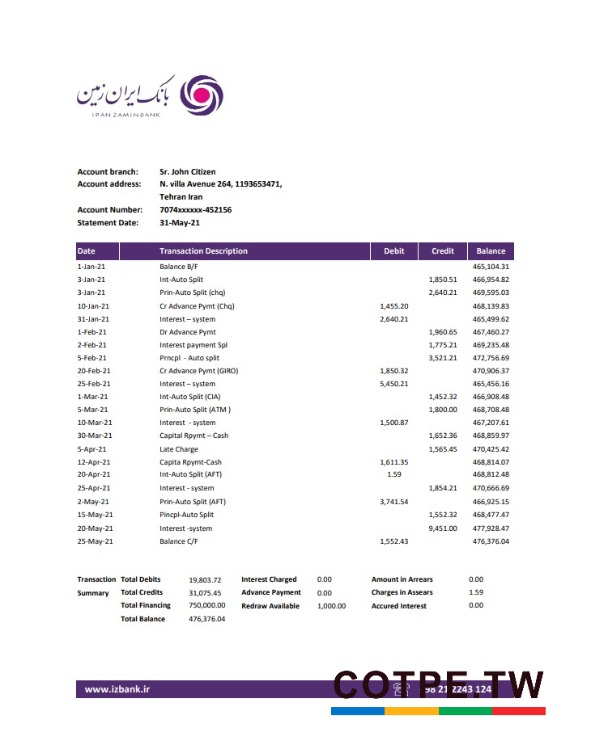 بانک ایران زمین
IPAN ZAMIN BANK
Account branch: Sr. John Citizen
Account address: N. villa Avenue 264, 1193653471,
Tehran Iran
Account Number: 7074xxxxxx-452156
Statement Date: 31-May-21
Date Transaction Description Debit Credit Balance
1-Jan-21 Balance B/F 465,104.31
3-Jan-21 Int-Auto Split 1,850.51 466,954.82
3-Jan-21 Prin-Auto Split (chq) 2,640.21 469,595.03
10-Jan-21 Cr Advance Pymt (Chq) 1,455.20 468,139.83
31-Jan-21 Interest – system 2,640.21 465,499.62
1-Feb-21 Dr Advance Pymt 1,960.65 467,460.27
2-Feb-21 Interest payment Spl 1,775.21 469,235.48
5-Feb-21 Prncpl - Auto split 3,521.21 472,756.69
20-Feb-21 Cr Advance Pymt (GIRO) 1,850.32 470,906.37
25-Feb-21 Interest – system 5,450.21 465,456.16
1-Mar-21 Int-Auto Split (CIA) 1,452.32 466,908.48
5-Mar-21 Prin-Auto Split (ATM ) 1,800.00 468,708.48
10-Mar-21 Interest - system 1,500.87 467,207.61
30-Mar-21 Capital Rpymt – Cash 1,652.36 468,859.97
5-Apr-21 Late Charge 1,565.45 470,425.42
12-Apr-21 Capita Rpymt-Cash 1,611.35 468,814.07
20-Apr-21 Int-Auto Split (AFT) 1.59 468,812.48
25-Apr-21 Interest - system 1,854.21 470,666.69
2-May-21 Prin-Auto Split (AFT) 3,741.54 466,925.15
15-May-21 Pincpl-Auto Split 1,552.32 468,477.47
20-May-21 Interest -system 9,451.00 477,928.47
25-May-21 Balance C/F 1,552.43 476,376.04
Transaction Total Debits 19,803.72 Interest Charged 0.00 Amount in Arrears 0.00
Summary Total Credits 31,075.45 Advance Payment 0.00 Charges in Assears 1.59
Total Financing 750,000.00 Redraw Available 1,000.00 Accured Interest 0.00
Total Balance 476,376.04
www.izbank.ir 98 21 2243 124
COTPE.TW